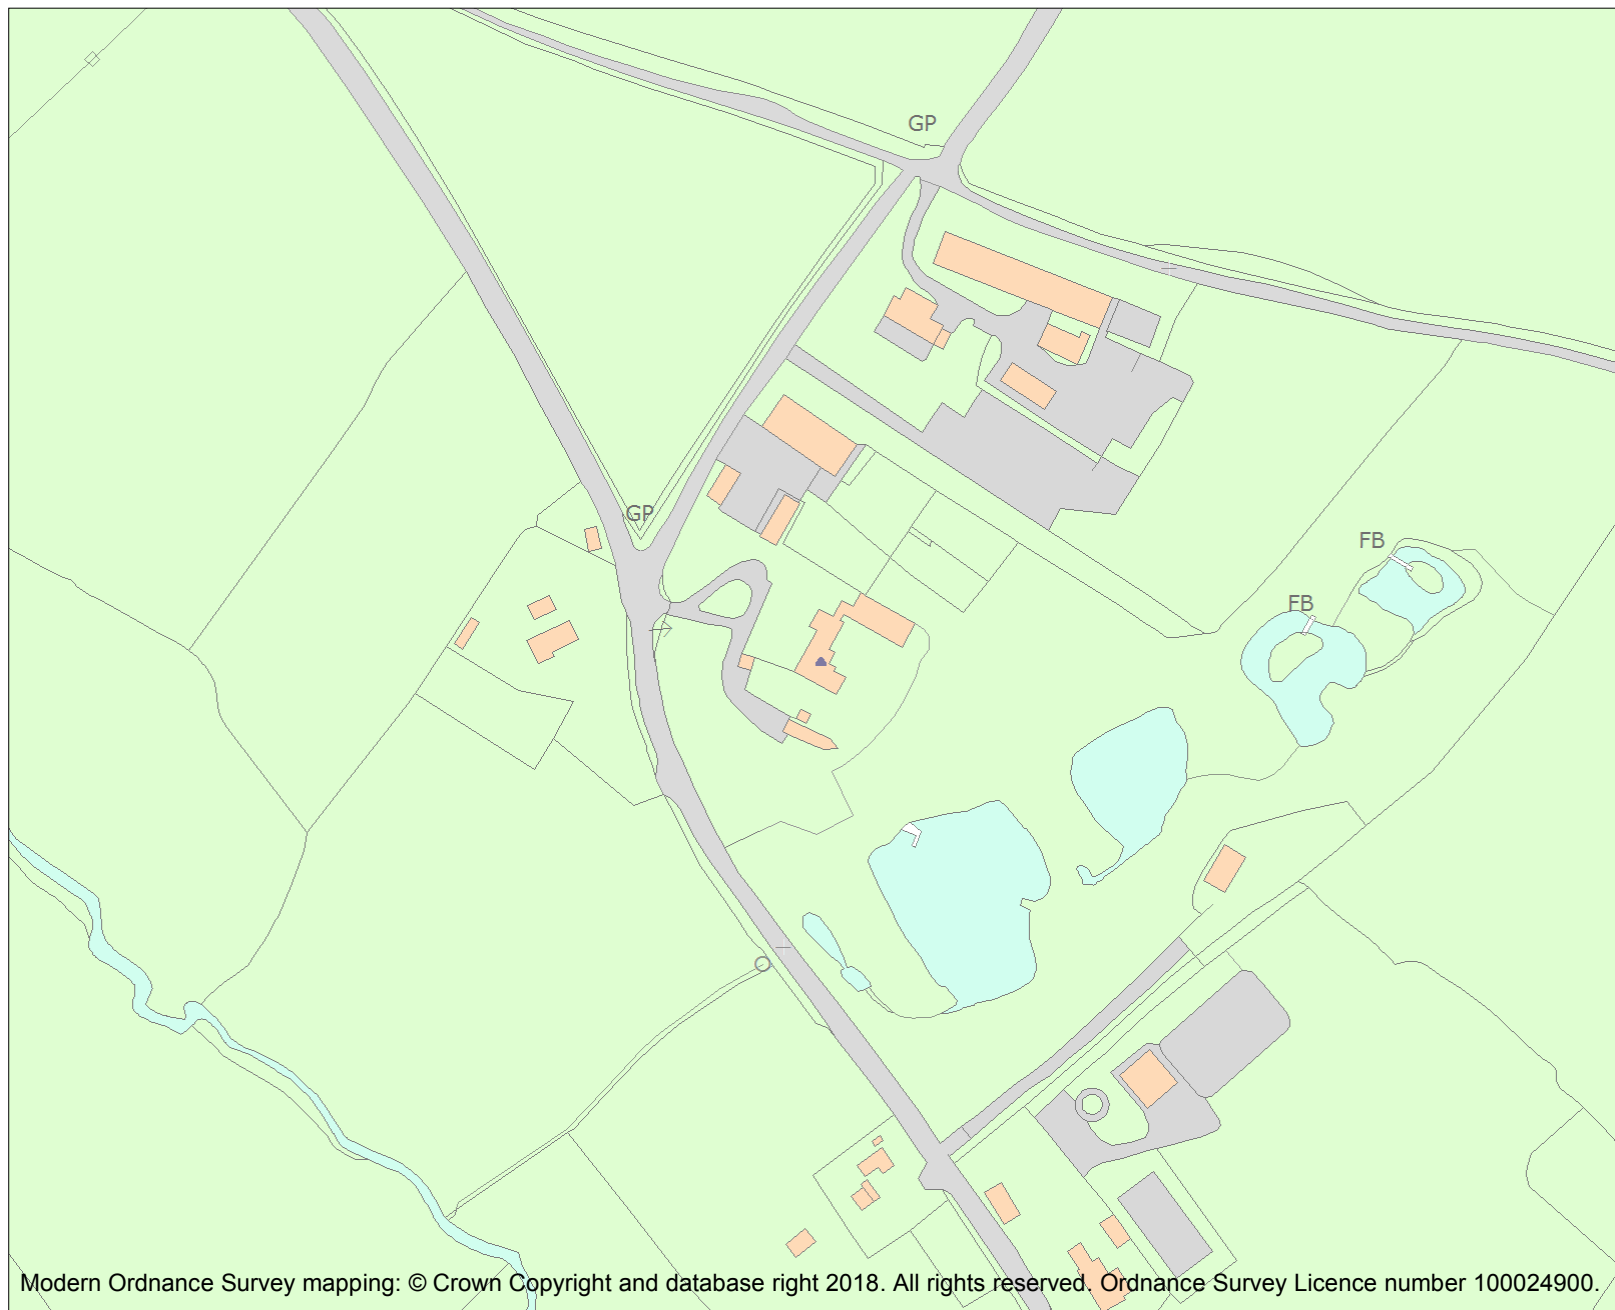 GP
GP
FB
FB
Modern Ordnance Survey mapping: © Crown Copyright and database right 2018. All rights reserved. Ordnance Survey Licence number 100024900.